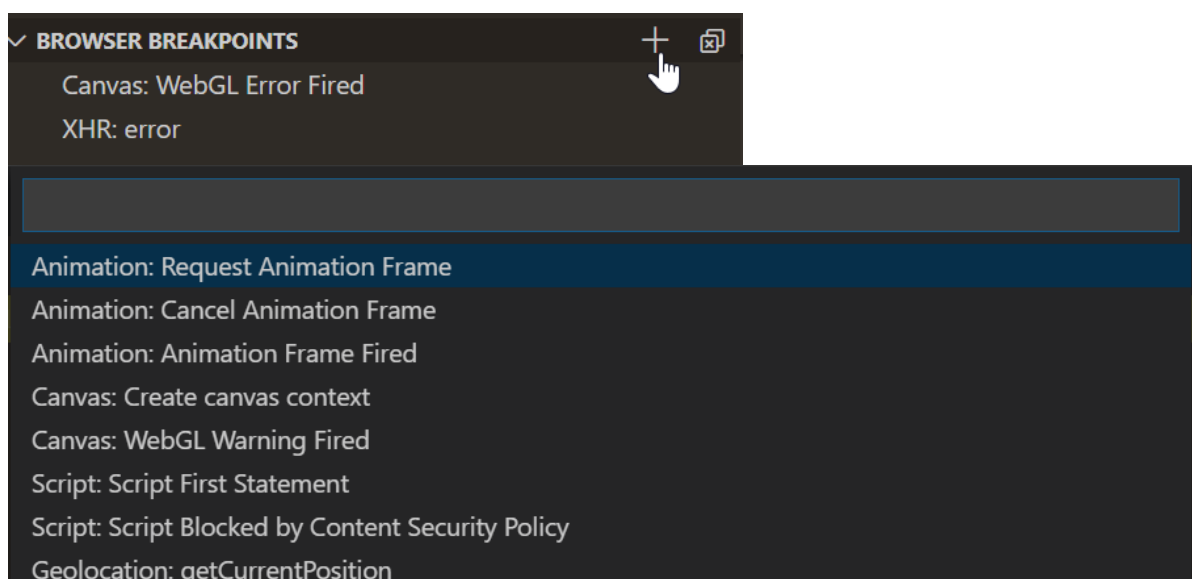 BROWSER BREAKPOINTS
Canvas: WebGL Error Fired
XHR: error
Animation: Request Animation Frame
Animation: Cancel Animation Frame
Animation: Animation Frame Fired
Canvas: Create canvas context
Canvas: WebGL Warning Fired
Script: Script First Statement
Script: Script Blocked by Content Security Policy
Geolocation: getCurrentPosition